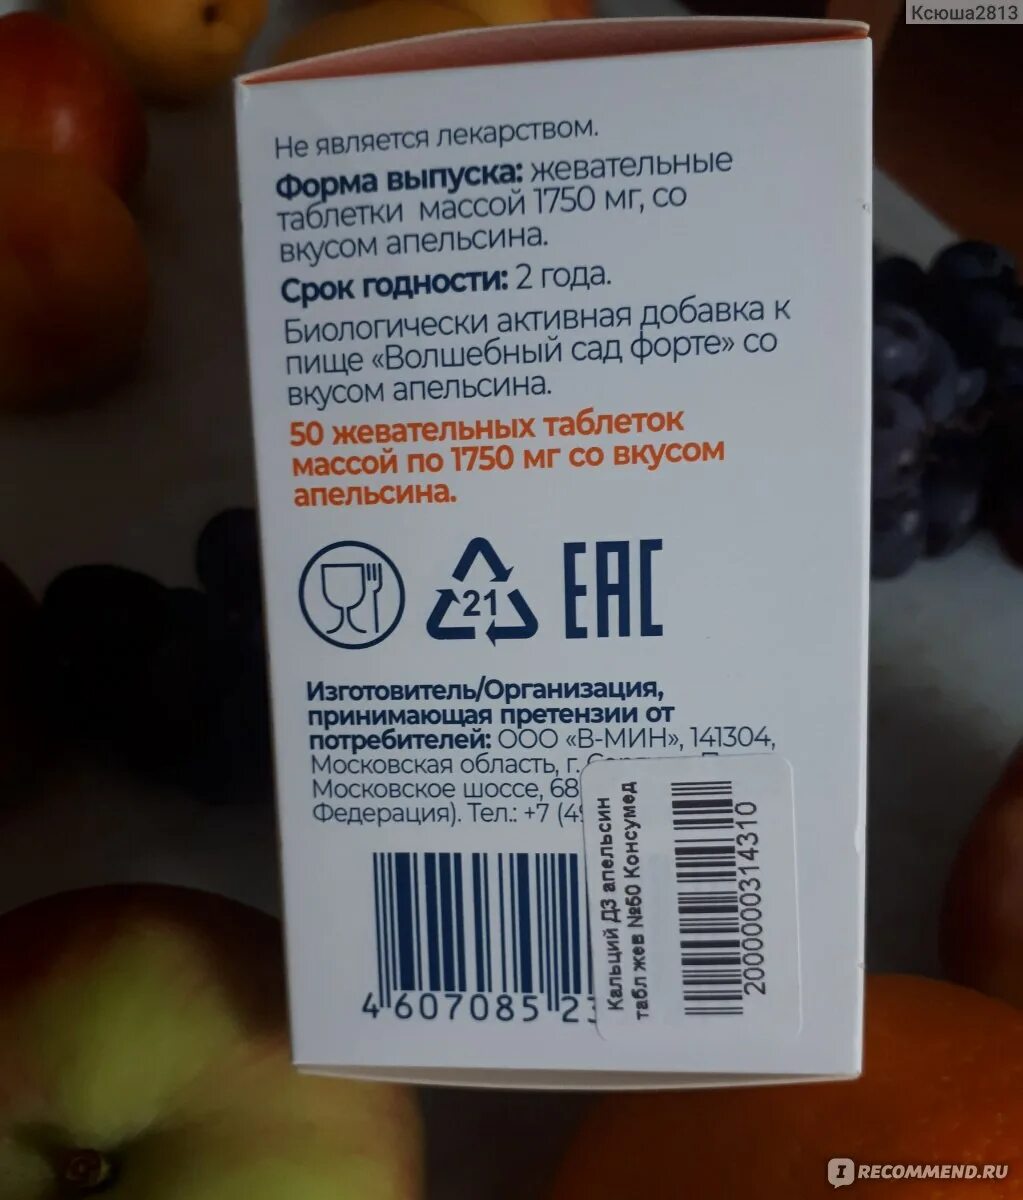 Ксюша2813
Не является лекарством.
Форма выпуска: жевательные
таблетки массой 1750 мг, со
вкусом апельсина.
Срок годности: 2 года.
Биологически активная добавка к
пище «Волшебный сад форте» со
вкусом апельсина.
50 жевательных таблеток
массой по 1750 мг со вкусом
апельсина.
21
EAC
Изготовитель/Организация,
принимающая претензии от
потребителей: ООО «В-МИН», 141304,
Московская область, г.
Московское шоссе, 68
Федерация). Тел.: +7 (49
4 607085 2
Кальций Д3 апельсин
табл жев №50 Консумед
2000000314310
IRECOMMEND.RU